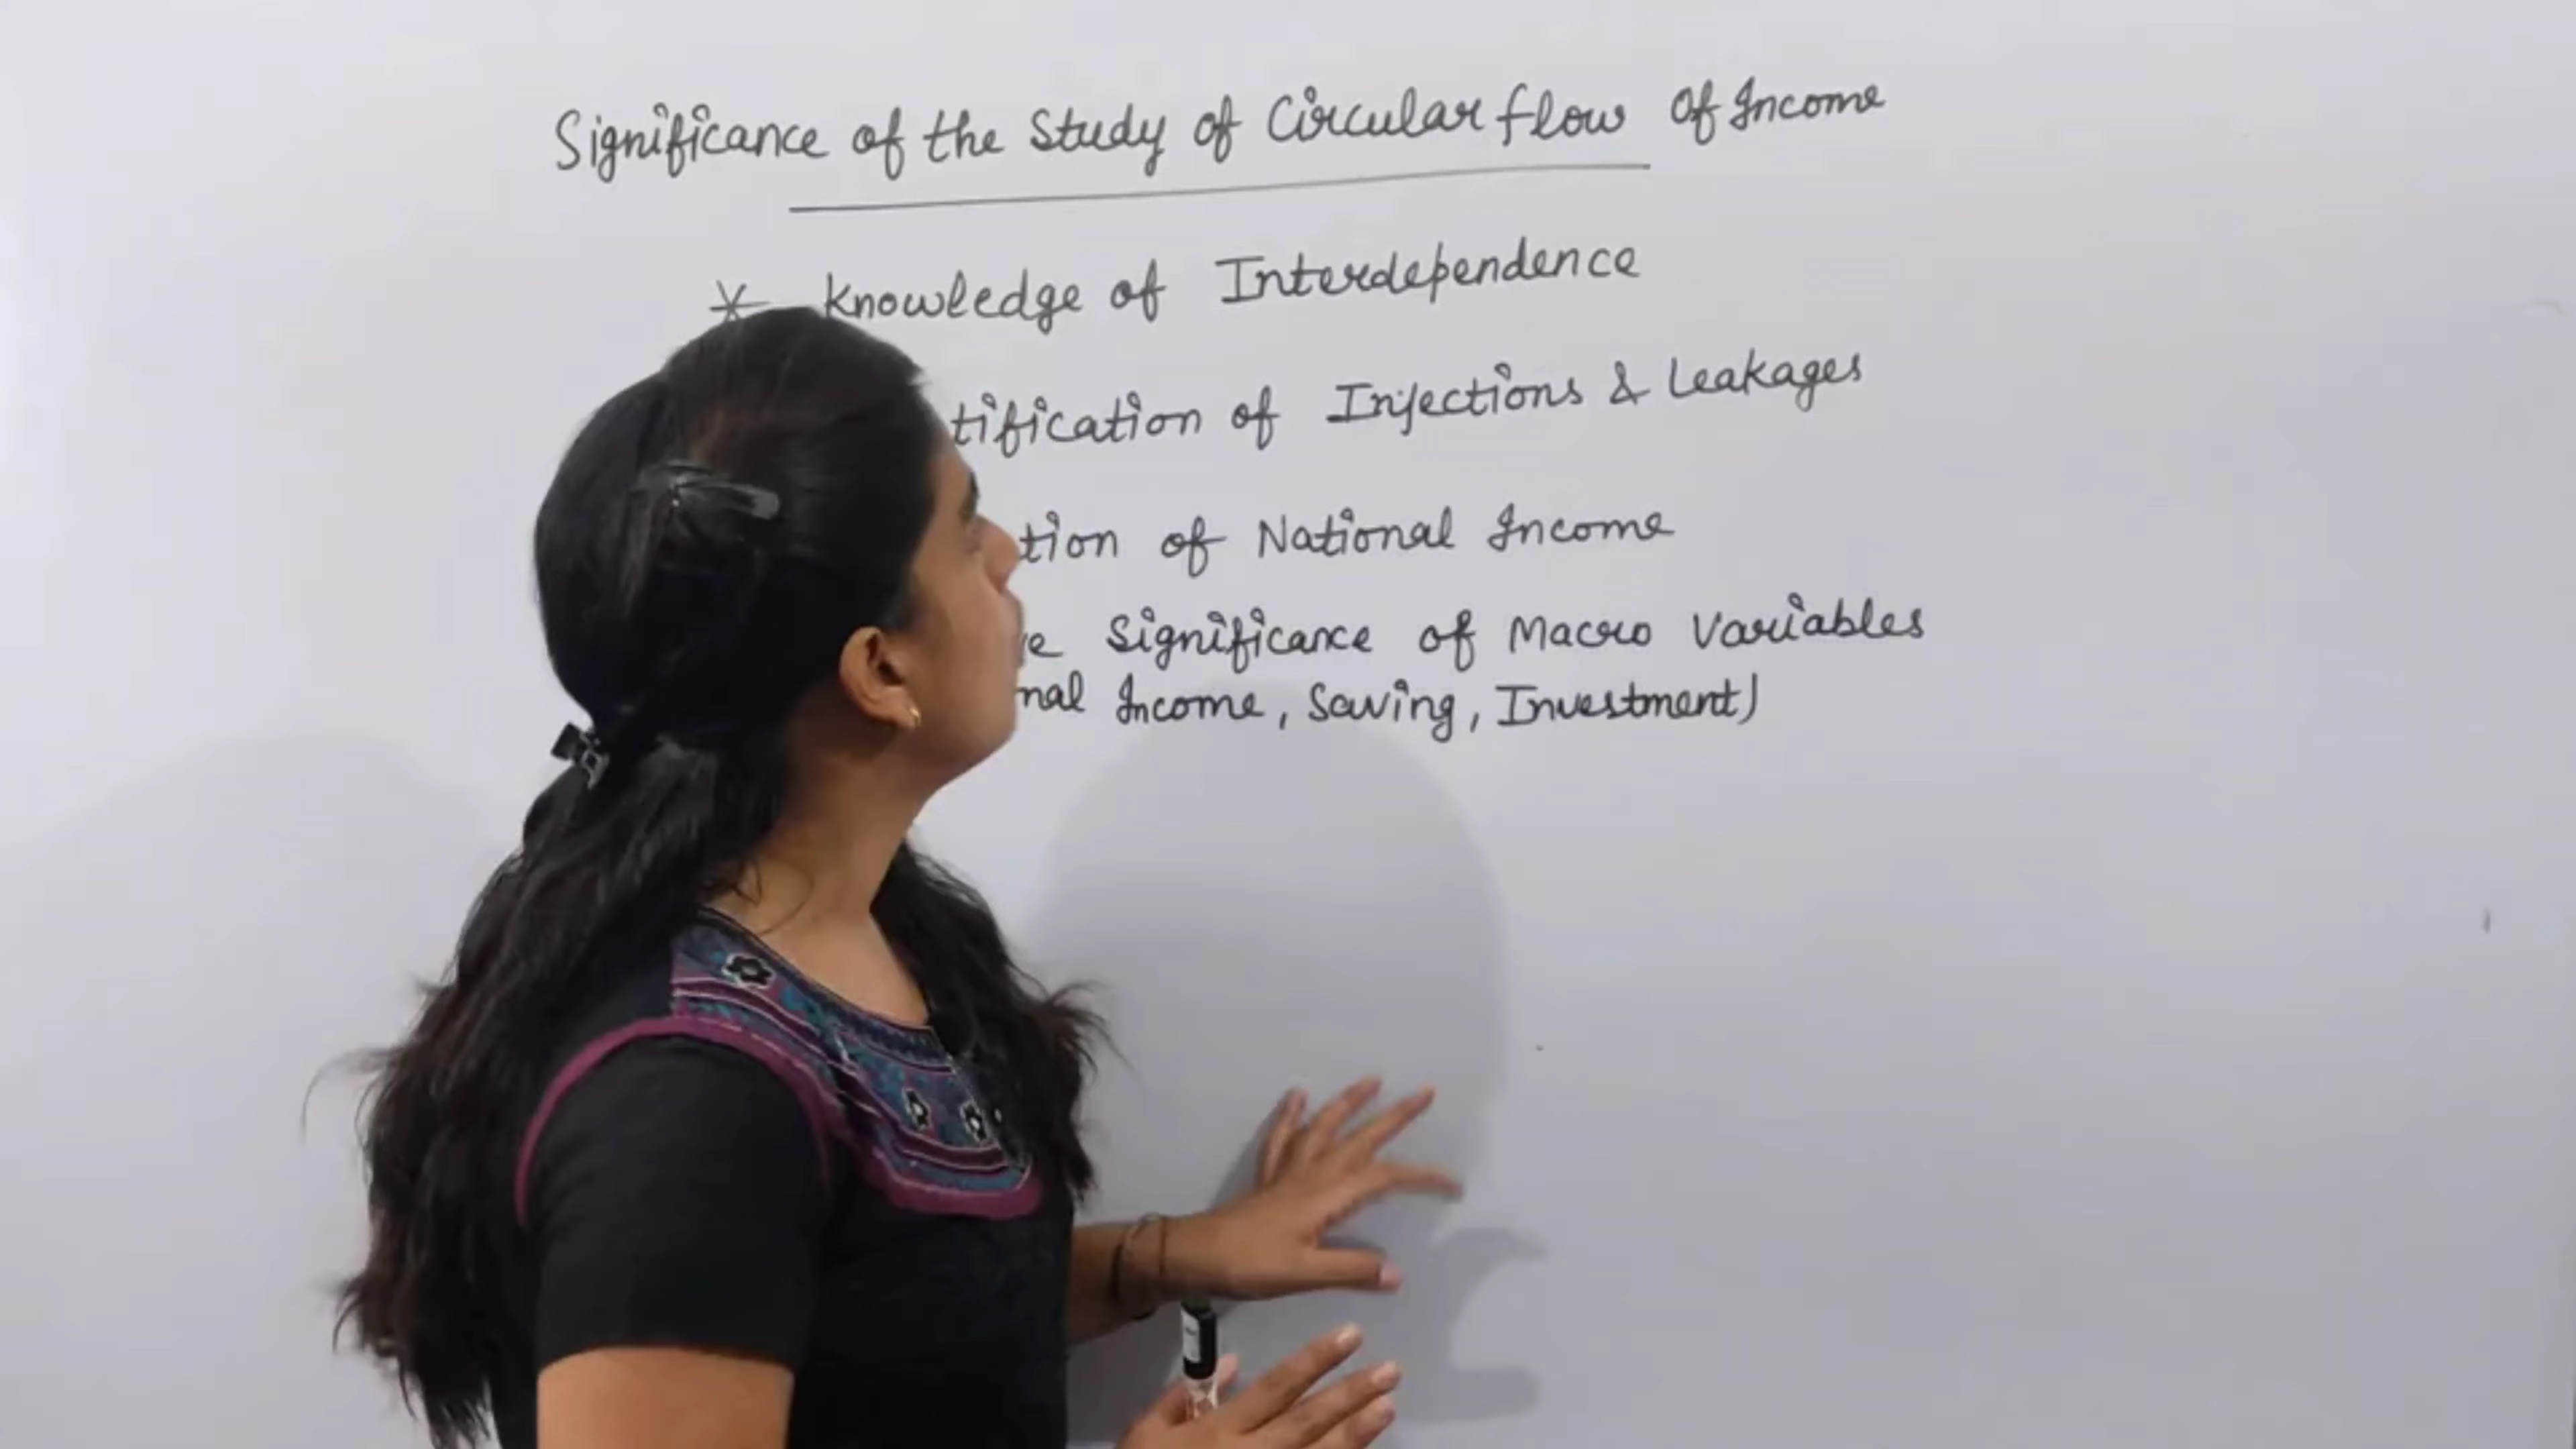 Significance of the Study of Circular flow Of Income
* Knowledge of Interdependence
tification of Injections & Leakages
tion of National Income
Significance of Macro Variables
nal Income, Saving, Investment)